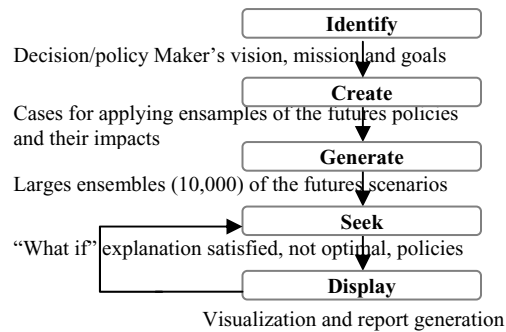 Identify
Decision/policy Maker’s vision, mission and goals
Create
Cases for applying ensamples of the futures policies
and their impacts
Generate
Larges ensembles (10,000) of the futures scenarios
Seek
“What if” explanation satisfied, not optimal, policies
Display
Visualization and report generation